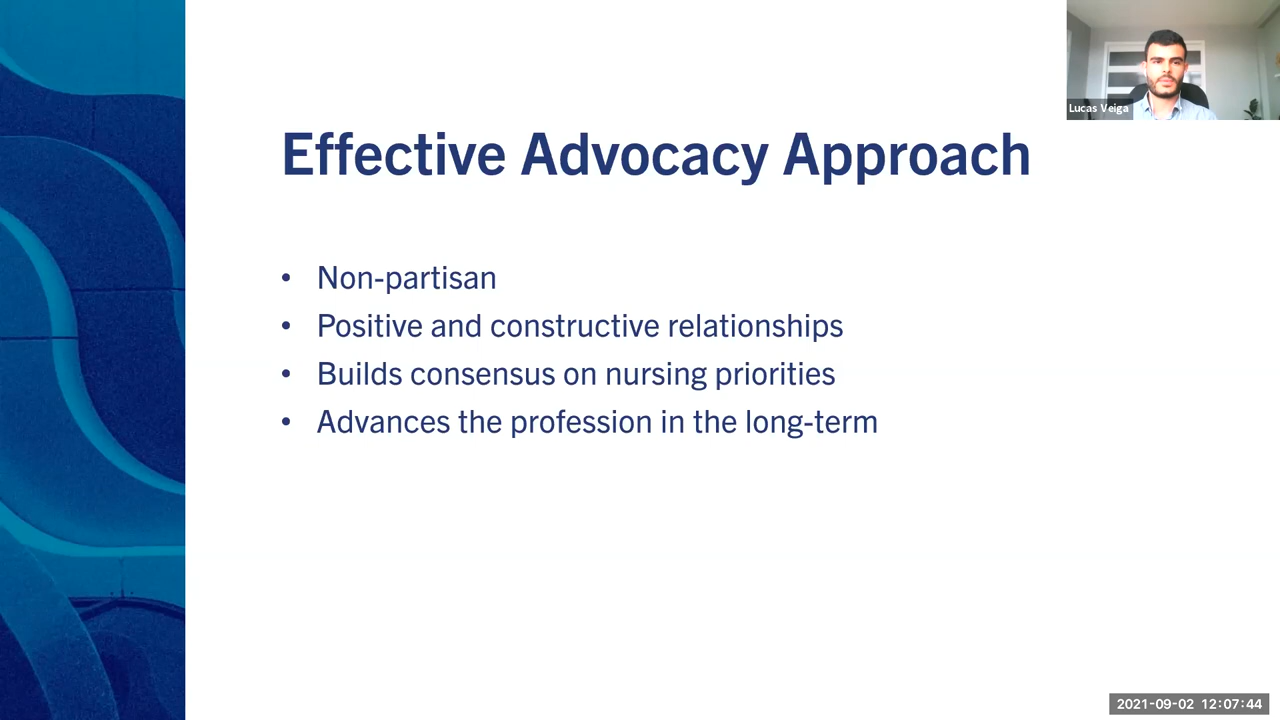 Lucas Veiga
Effective Advocacy Approach
• Non-partisan
• Positive and constructive relationships
• Builds consensus on nursing priorities
• Advances the profession in the long-term
2021-09-02 12:07:44